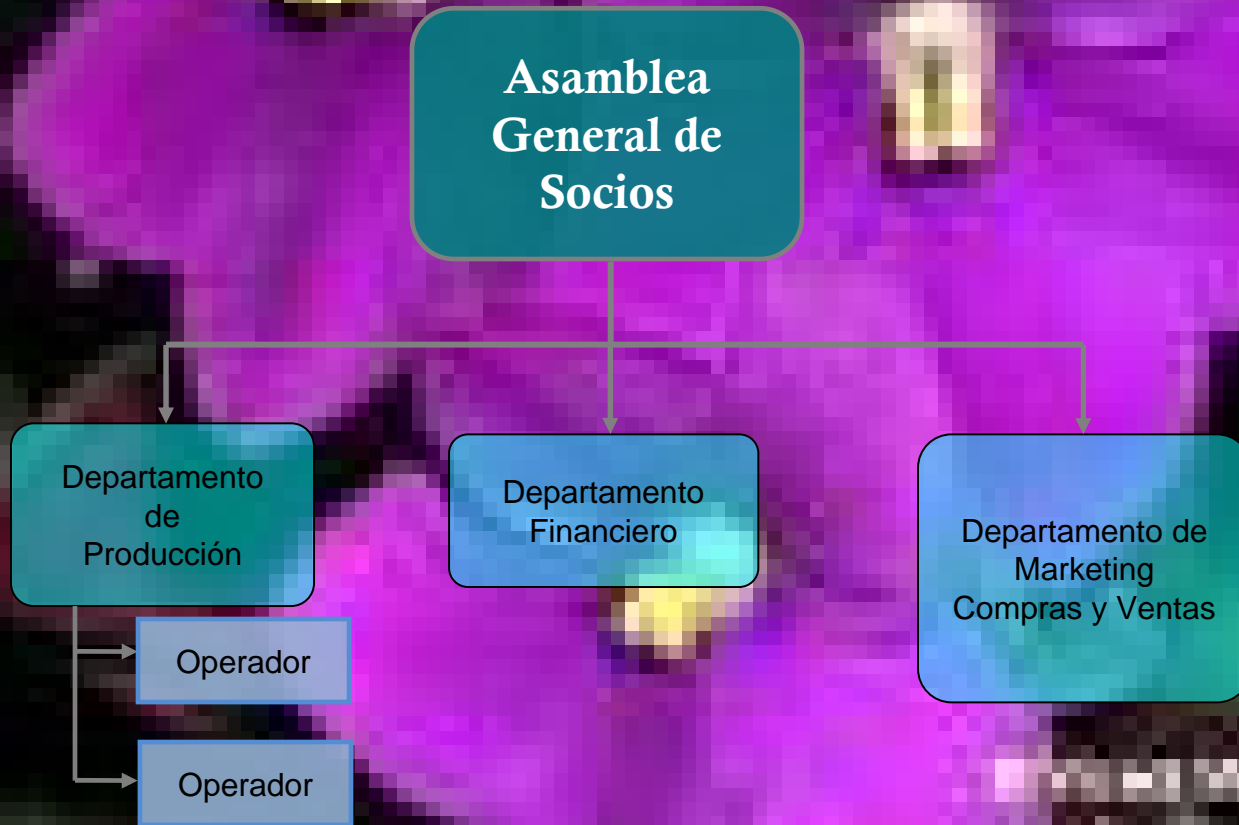 Asamblea
General de
Socios
Departamento
de
Producción
Departamento
Financiero
Departamento de
Marketing
Compras y Ventas
Operador
Operador